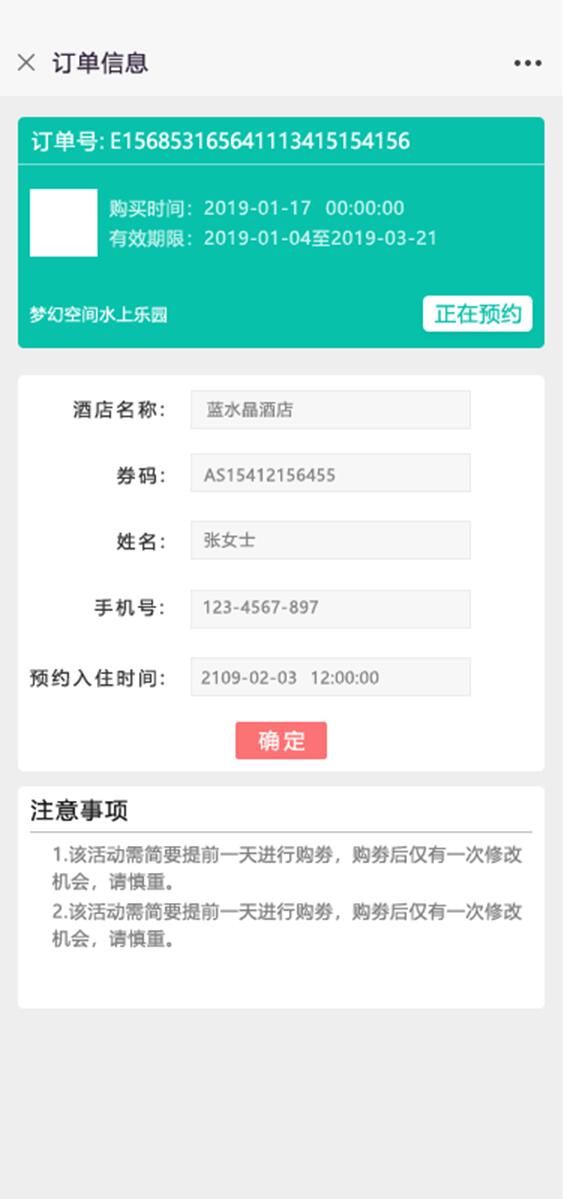 订单信息
订单号: E156853165641113415154156
购买时间：2019-01-17 00:00:00
有效期限：2019-01-04至2019-03-21
梦幻空间水上乐园
正在预约
酒店名称： 蓝水晶酒店
券码： AS15412156455
姓名： 张女士
手机号： 123-4567-897
预约入住时间： 2109-02-03 12:00:00
确定
注意事项
1.该活动需简要提前一天进行购券，购券后仅有一次修改
机会，请慎重。
2.该活动需简要提前一天进行购券，购券后仅有一次修改
机会，请慎重。